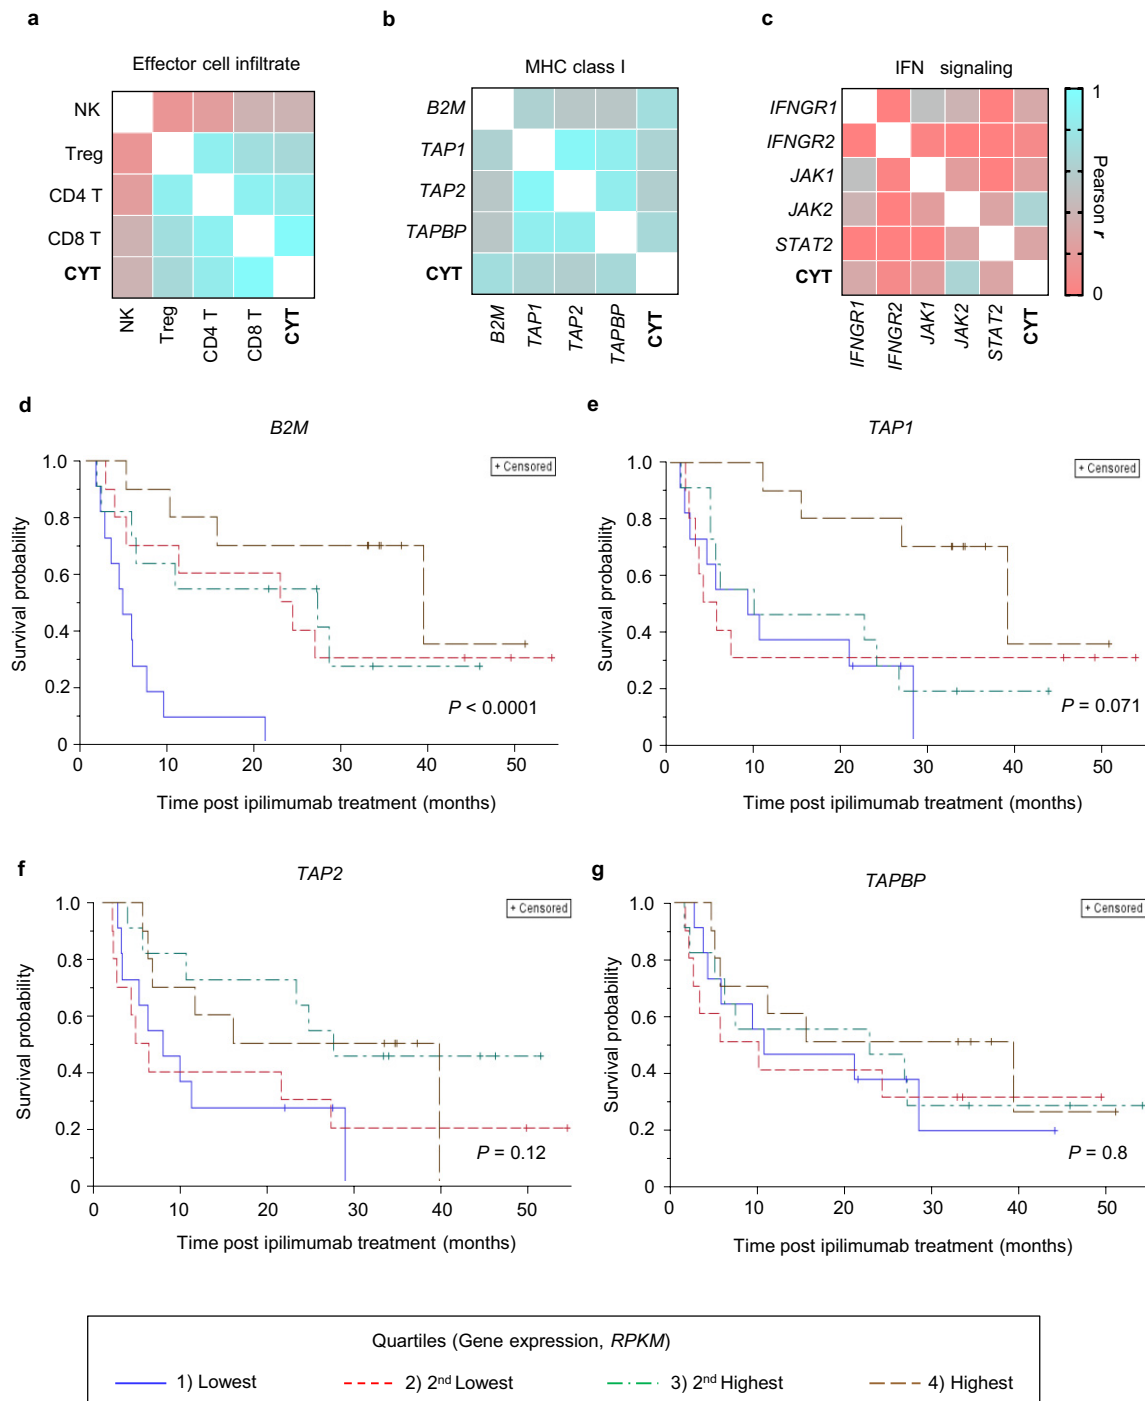 a
Effector cell infiltrate
NK
Treg
CD4 T
CD8 T
CYT
NK
Treg
CD4 T
CD8 T
CYT
b
MHC class I
B2M
TAP1
TAP2
TAPBP
CYT
B2M
TAP1
TAP2
TAPBP
CYT
c
IFN signaling
IFNGR1
IFNGR2
JAK1
JAK2
STAT2
CYT
IFNGR1
IFNGR2
JAK1
JAK2
STAT2
CYT
1
Pearson r
0
d
B2M
+ Censored
Survival probability
1.0
0.8
0.6
0.4
0.2
0
P < 0.0001
0 10 20 30 40 50
Time post ipilimumab treatment (months)
e
TAP1
+ Censored
Survival probability
1.0
0.8
0.6
0.4
0.2
0
P = 0.071
0 10 20 30 40 50
Time post ipilimumab treatment (months)
f
TAP2
+ Censored
Survival probability
1.0
0.8
0.6
0.4
0.2
0
P = 0.12
0 10 20 30 40 50
Time post ipilimumab treatment (months)
g
TAPBP
+ Censored
Survival probability
1.0
0.8
0.6
0.4
0.2
0
P = 0.8
0 10 20 30 40 50
Time post ipilimumab treatment (months)
Quartiles (Gene expression, RPKM)
1) Lowest 2) 2nd Lowest 3) 2nd Highest 4) Highest